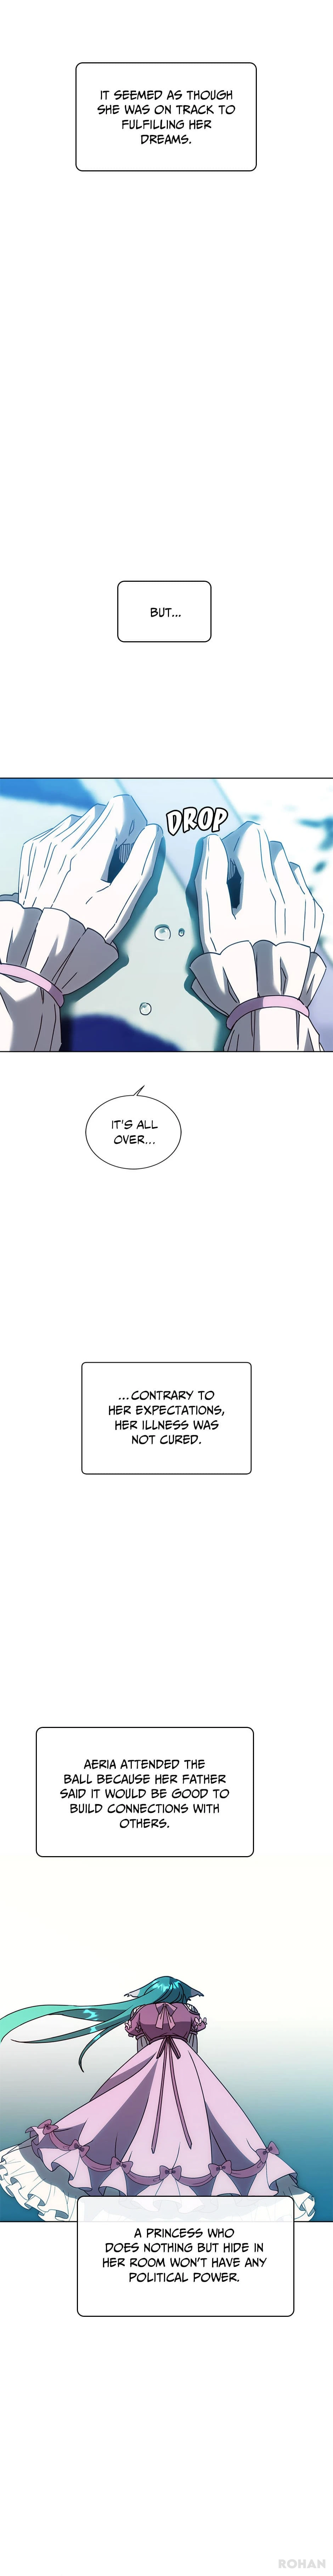 IT SEEMED AS THOUGH
SHE WAS ON TRACK TO
FULFILLING HER
DREAMS.
BUT...
DROP
IT'S ALL
OVER...
...CONTRARY TO
HER EXPECTATIONS,
HER ILLNESS WAS
NOT CURED.
AERIA ATTENDED THE
BALL BECAUSE HER FATHER
SAID IT WOULD BE GOOD TO
BUILD CONNECTIONS WITH
OTHERS.
A PRINCESS WHO
DOES NOTHING BUT HIDE IN
HER ROOM WON'T HAVE ANY
POLITICAL POWER.
ROHAN